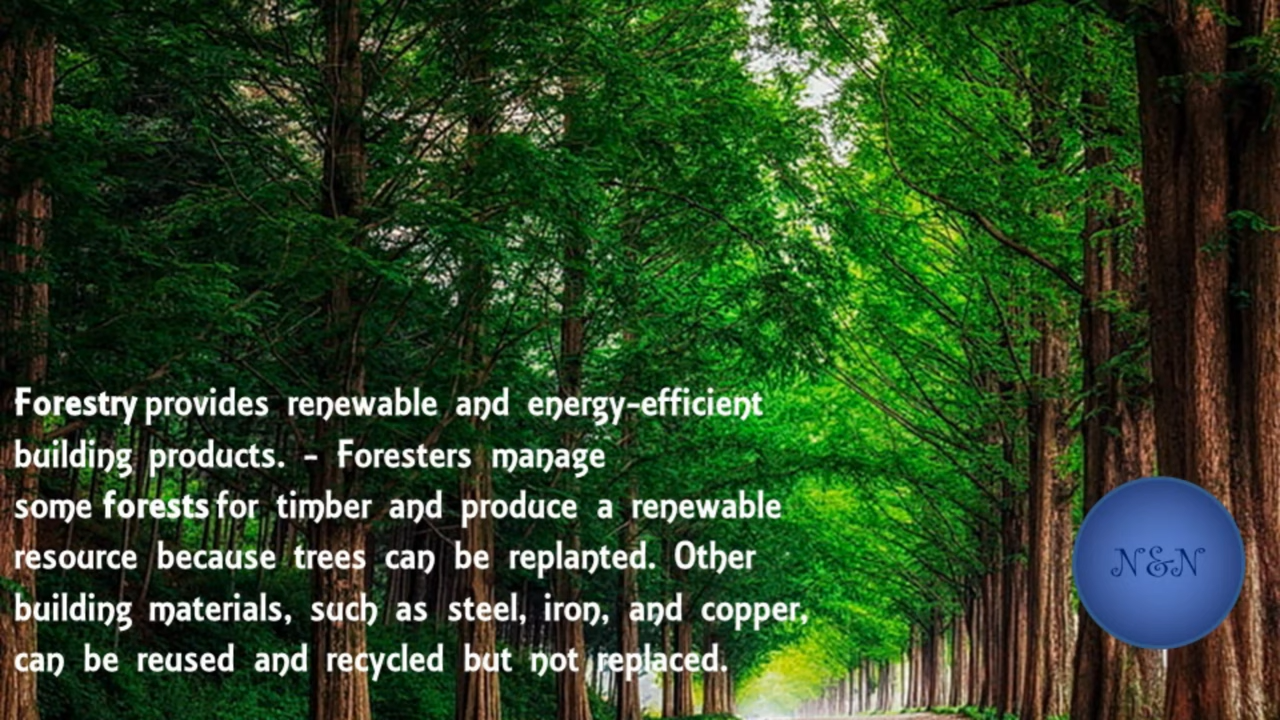 Forestry provides renewable and energy-efficient
building products. - Foresters manage
some forests for timber and produce a renewable
resource because trees can be replanted. Other
building materials, such as steel, iron, and copper,
can be reused and recycled but not replaced.
N&N